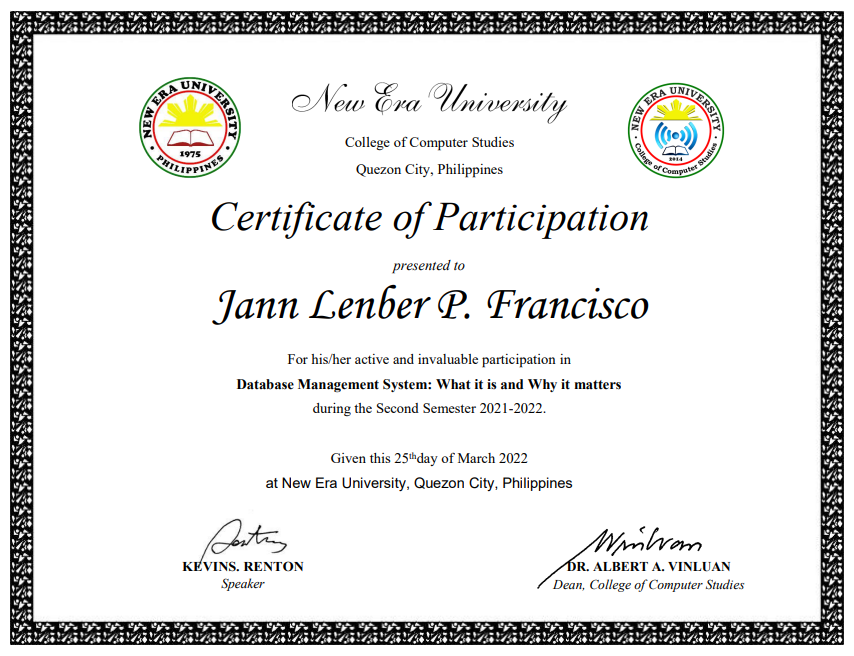 NEW ERA UNIVERSITY
1975
PHILIPPINES
New Era University
College of Computer Studies
Quezon City, Philippines
NEW ERA UNIVERSITY
2014
College of Computer Studies
Certificate of Participation
presented to
Jann Lenber P. Francisco
For his/her active and invaluable participation in
Database Management System: What it is and Why it matters
during the Second Semester 2021-2022.
Given this 25thday of March 2022
at New Era University, Quezon City, Philippines
KEVINS. RENTON
Speaker
Winluan
DR. ALBERT A. VINLUAN
Dean, College of Computer Studies